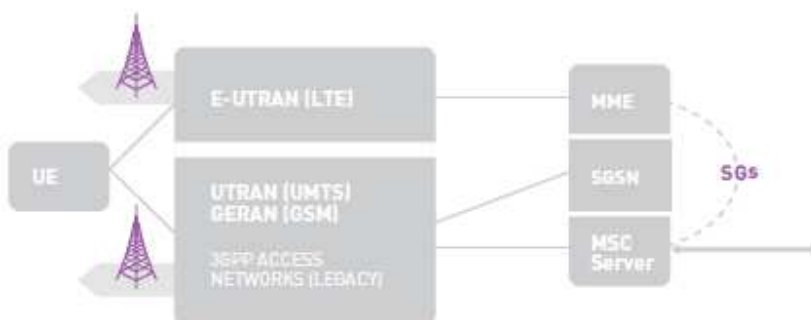 E-UTRAN (LTE)
MME
UE
SGSN
SGs
UTRAN (UMTS)
GERAN (GSM)
3GPP ACCESS
NETWORKS (LEGACY)
MSC
Server